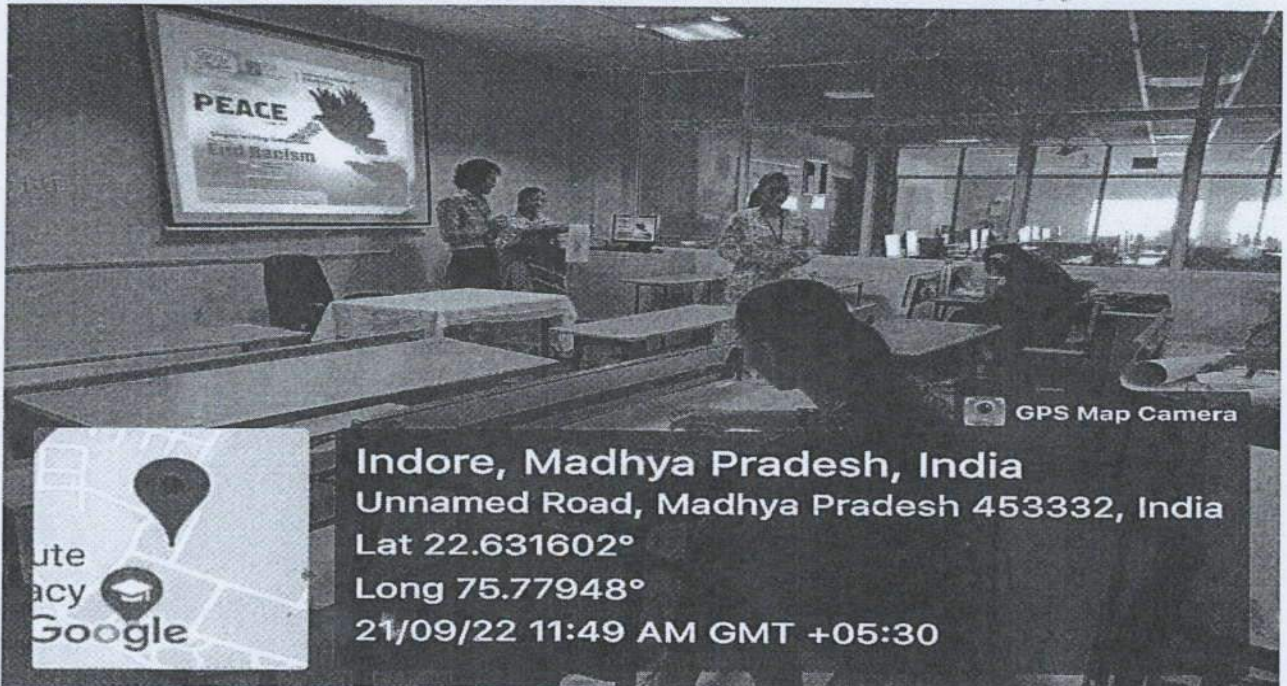 PEACE
End Racism
GPS Map Camera
Indore, Madhya Pradesh, India
Unnamed Road, Madhya Pradesh 453332, India
Lat 22.631602°
Long 75.77948°
21/09/22 11:49 AM GMT +05:30
ute
acy
Google